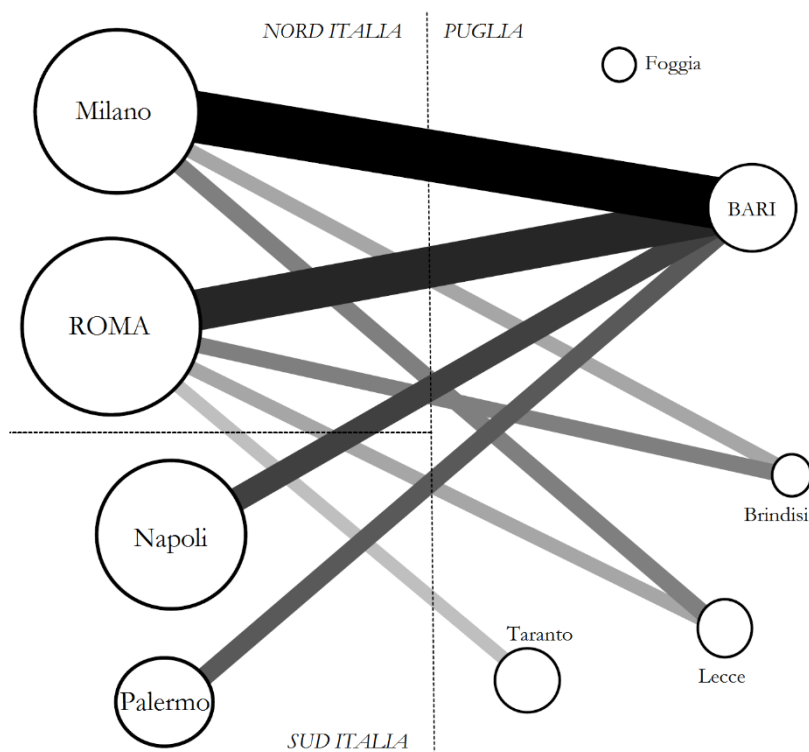 NORD ITALIA
PUGLIA
Foggia
Milano
BARI
ROMA
Brindisi
Napoli
Taranto
Lecce
Palermo
SUD ITALIA